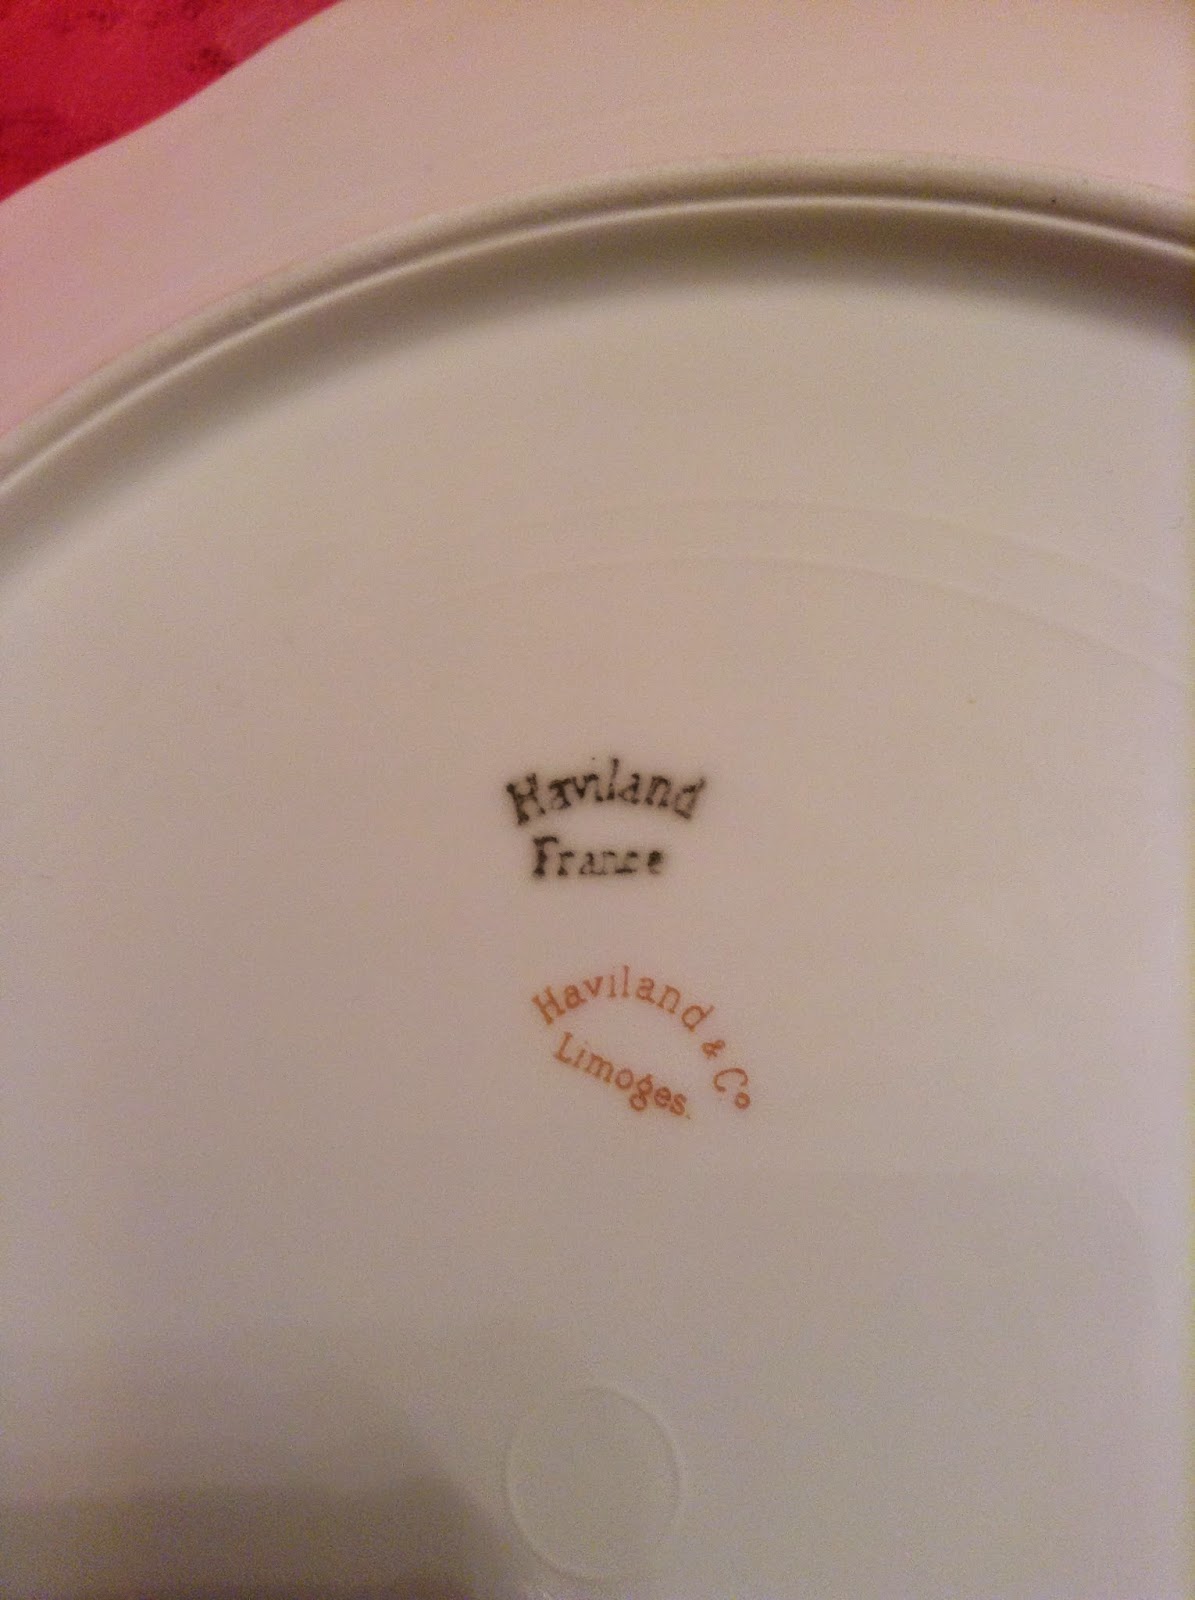 Haviland
France
Haviland & Co
Limoges.